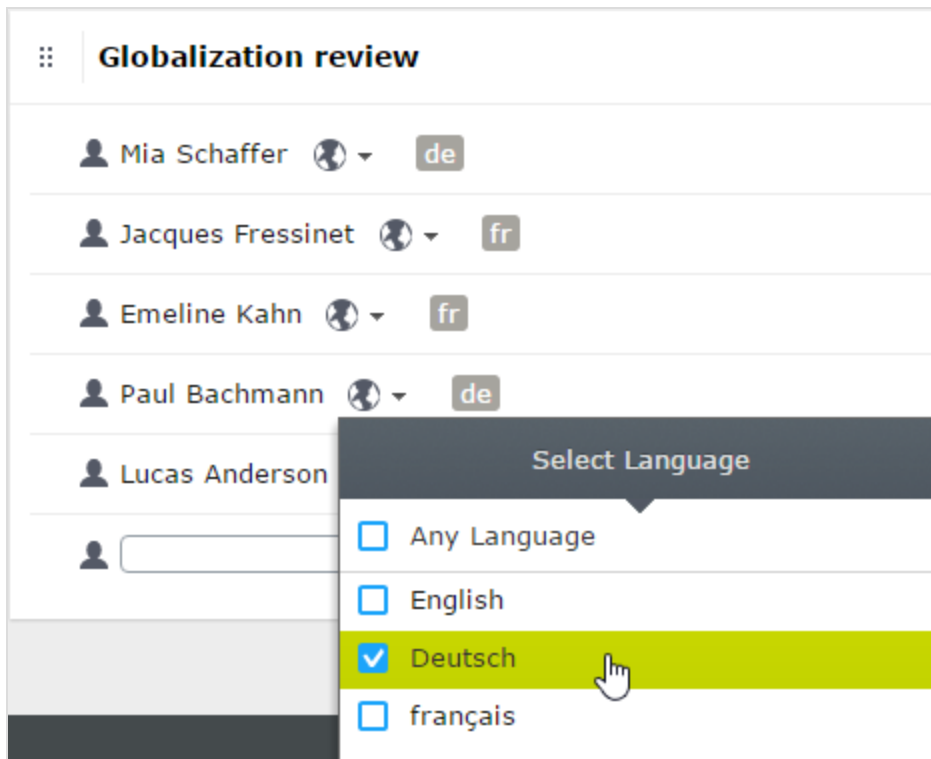 Globalization review
Mia Schaffer de
Jacques Fressinet fr
Emeline Kahn fr
Paul Bachmann de
Lucas Anderson
Select Language
Any Language
English
Deutsch
français